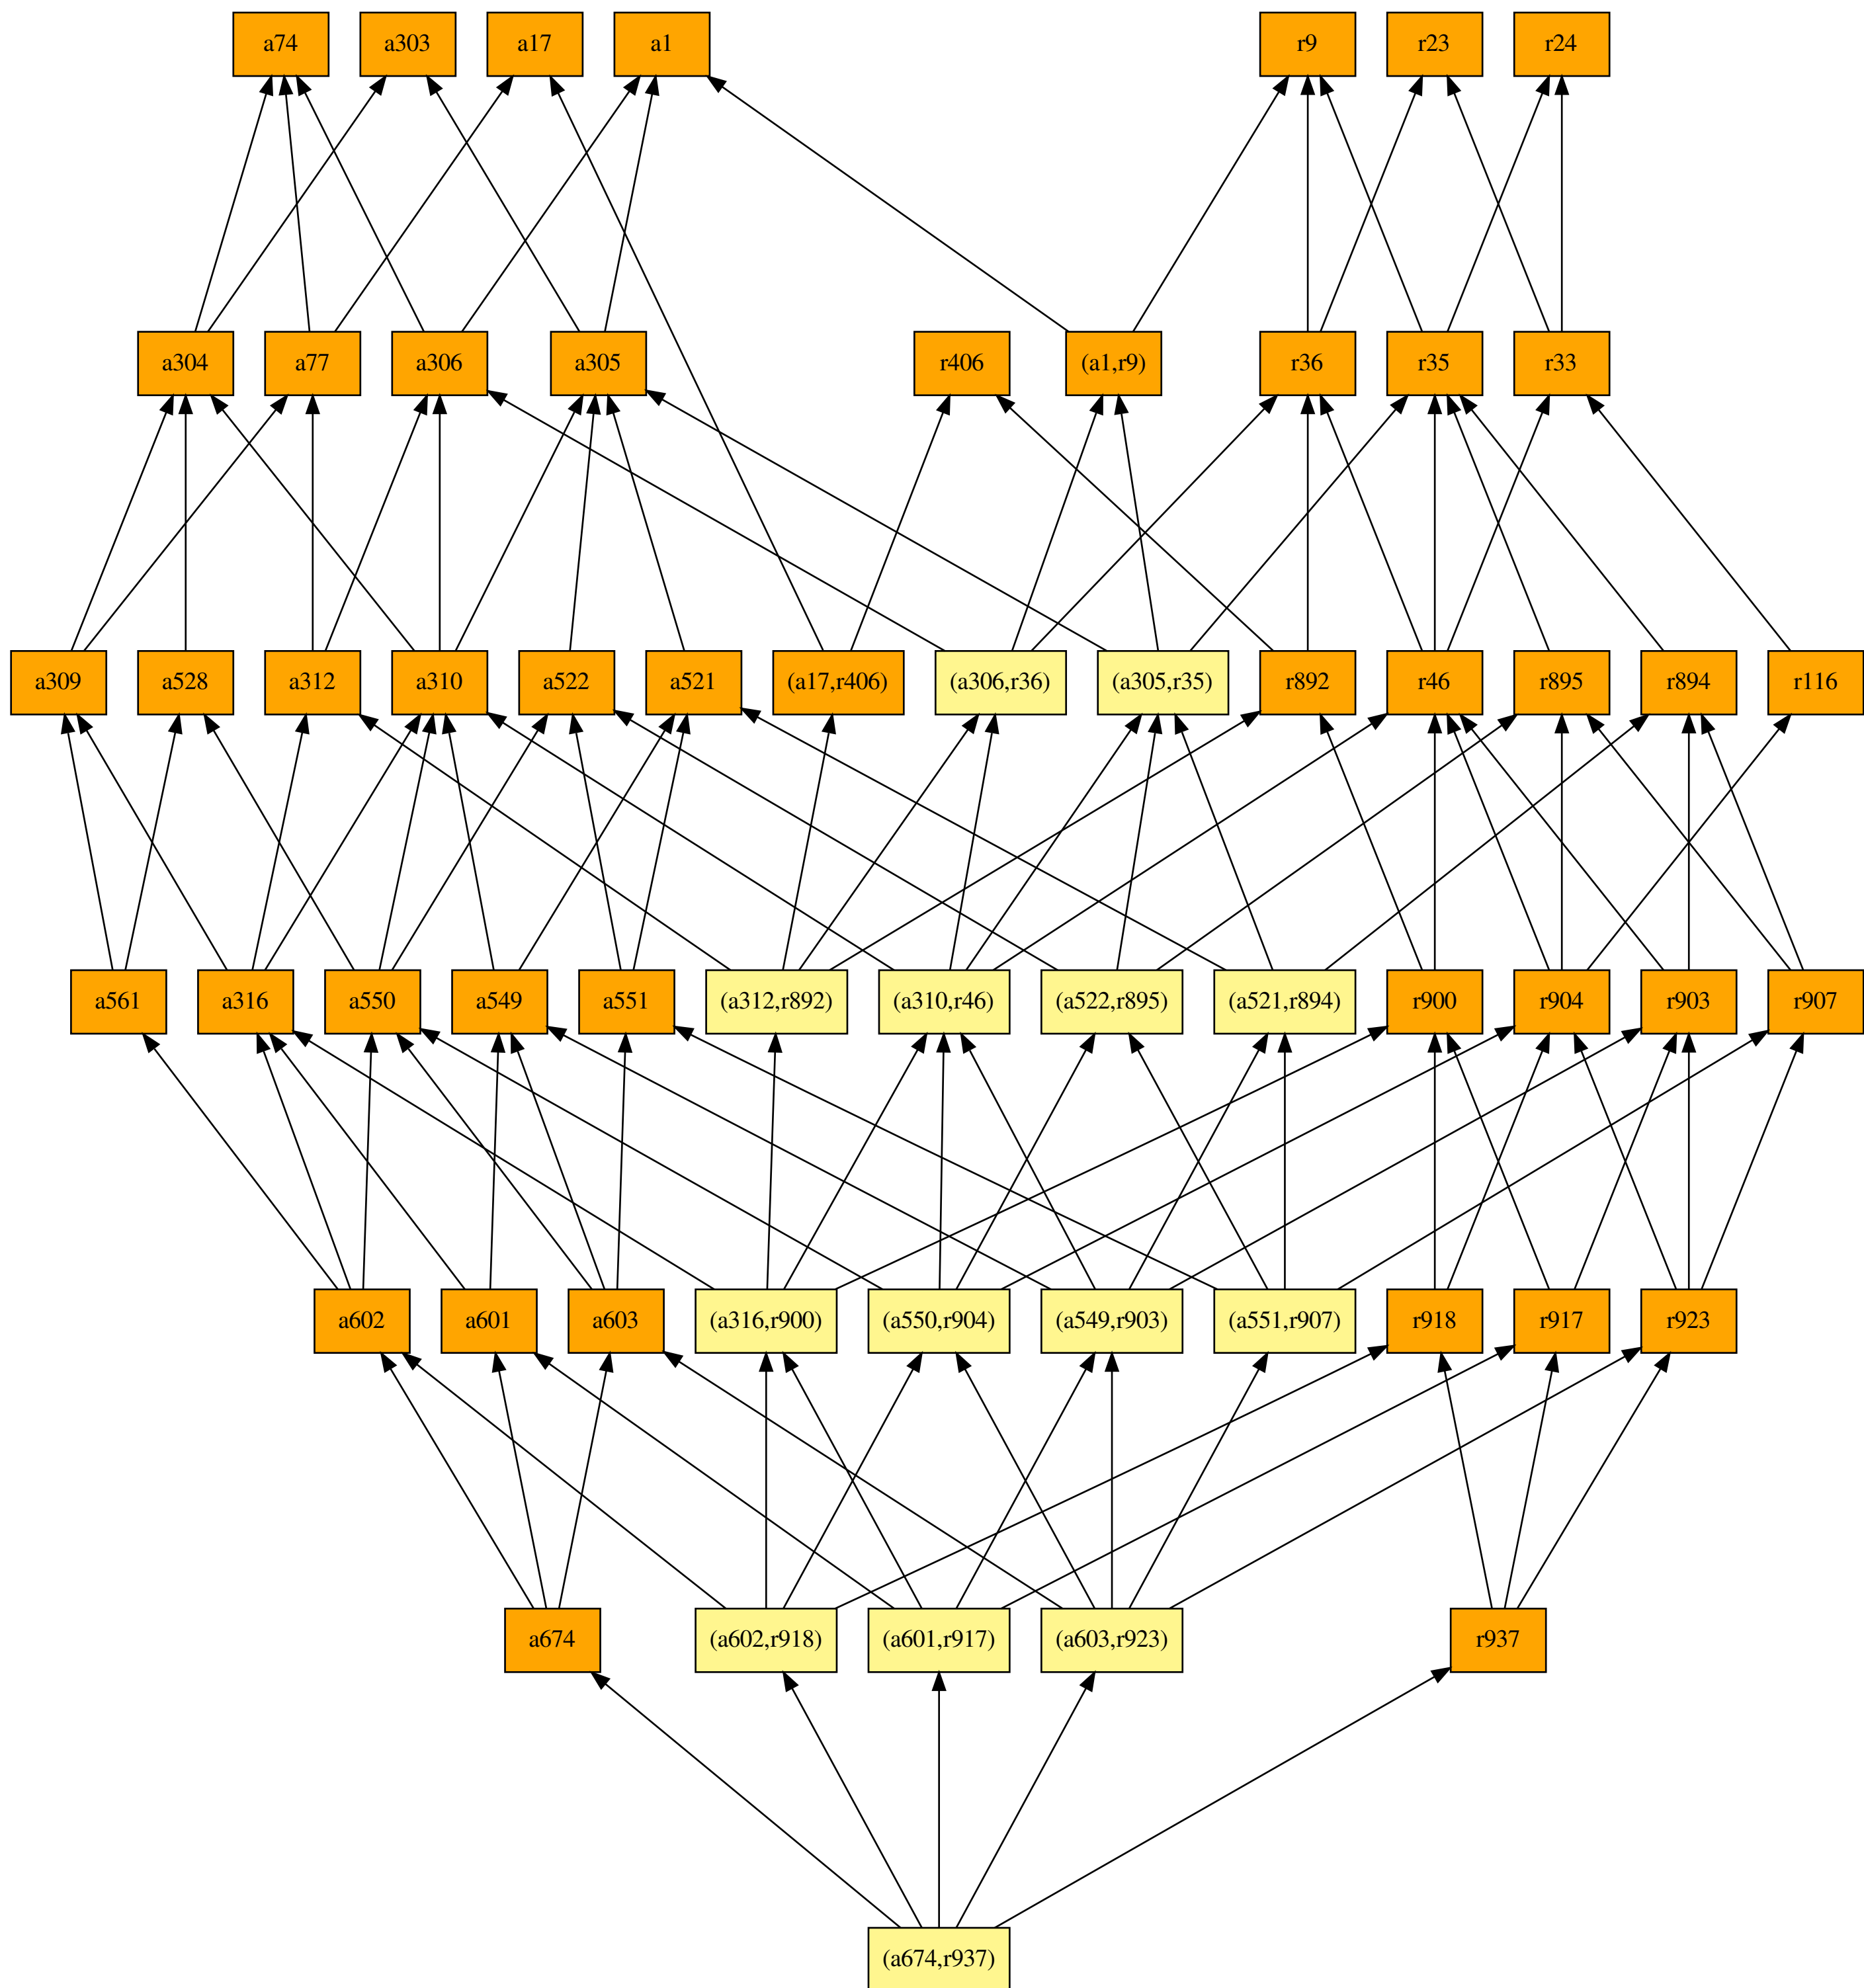 a74
a303
a17
a1
r9
r23
r24
a304
a77
a306
a305
r406
(a1,r9)
r36
r35
r33
a309
a528
a312
a310
a522
a521
(a17,r406)
(a306,r36)
(a305,r35)
r892
r46
r895
r894
r116
a561
a316
a550
a549
a551
(a312,r892)
(a310,r46)
(a522,r895)
(a521,r894)
r900
r904
r903
r907
a602
a601
a603
(a316,r900)
(a550,r904)
(a549,r903)
(a551,r907)
r918
r917
r923
a674
(a602,r918)
(a601,r917)
(a603,r923)
r937
(a674,r937)